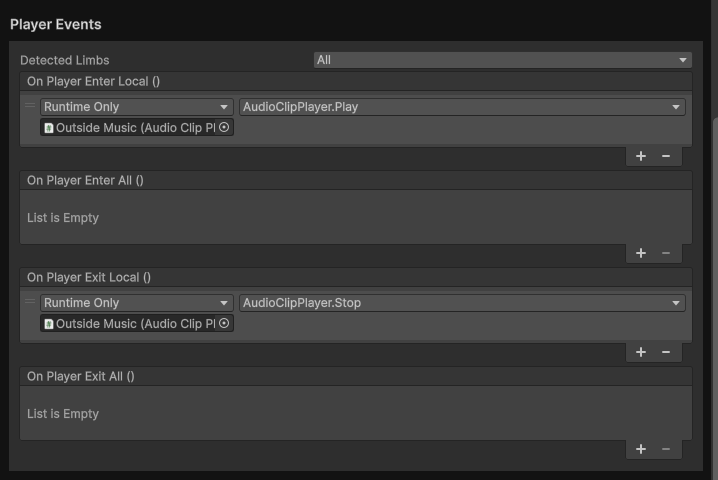 Player Events
Detected Limbs All
On Player Enter Local ()
Runtime Only AudioClipPlayer.Play
# Outside Music (Audio Clip Pl
+ −
On Player Enter All ()
List is Empty
+ −
On Player Exit Local ()
Runtime Only AudioClipPlayer.Stop
# Outside Music (Audio Clip Pl
+ −
On Player Exit All ()
List is Empty
+ −